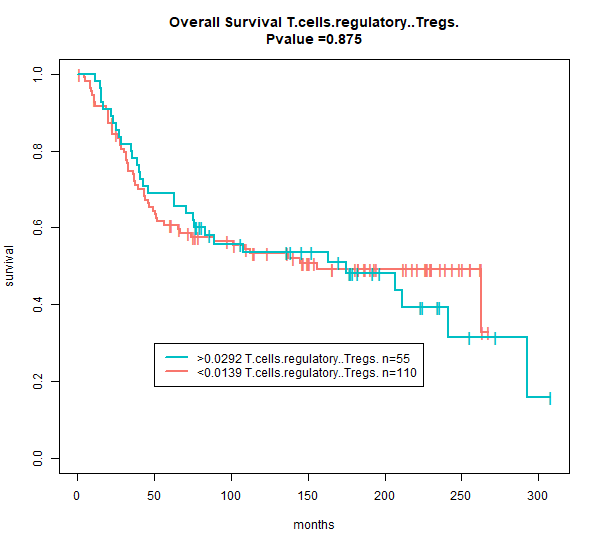 Overall Survival T.cells.regulatory..Tregs.
Pvalue =0.875
survival
1.0
0.8
0.6
0.4
0.2
0.0
>0.0292 T.cells.regulatory..Tregs. n=55
<0.0139 T.cells.regulatory..Tregs. n=110
0 50 100 150 200 250 300
months